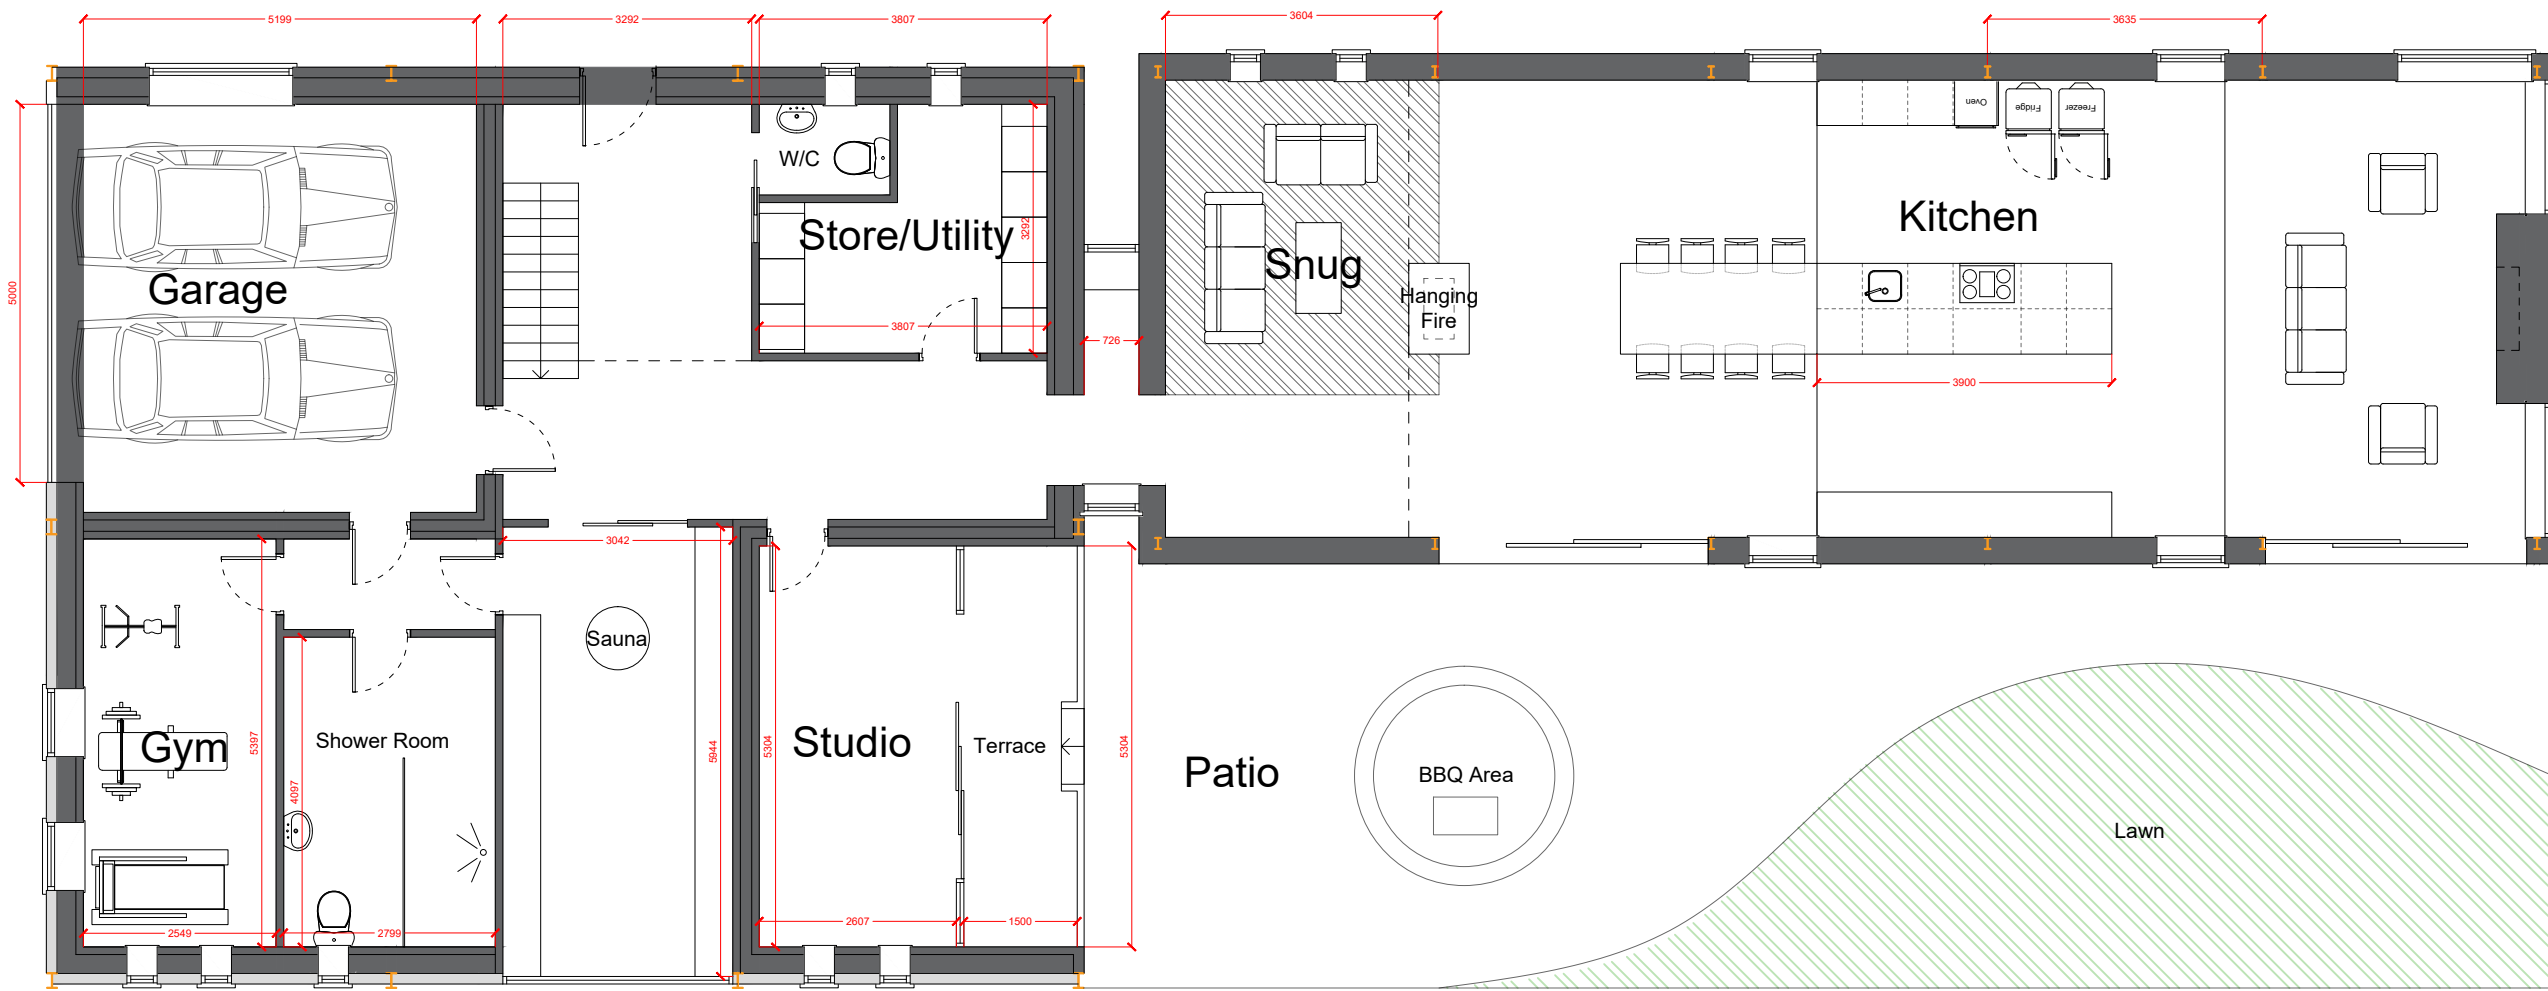 5199
3292
3807
3604
3635
Oven
Fridge
Freezer
W/C
Store/Utility
3292
Kitchen
Garage
5000
Snug
Hanging
Fire
3807
726
3900
3042
Sauna
Gym
5397
Shower Room
4097
5944
Studio
5304
Terrace
5304
Patio
BBQ Area
Lawn
2549
2799
2607
1500